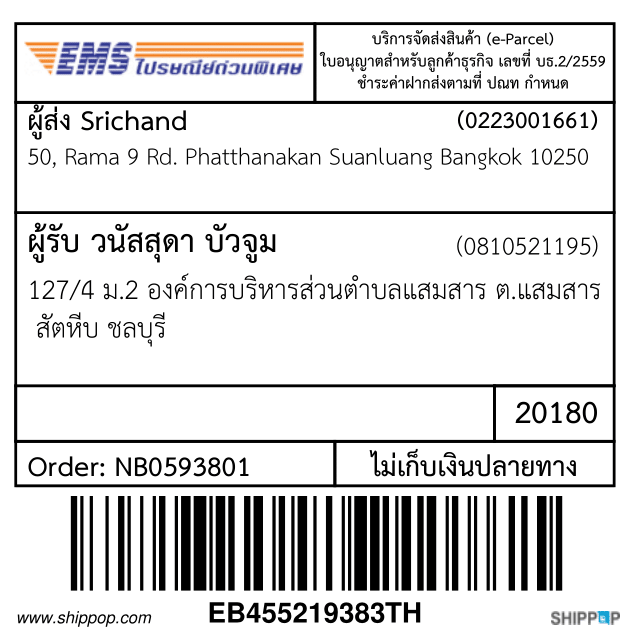 EMS ไปรษณีย์ด่วนพิเศษ
บริการจัดส่งสินค้า (e-Parcel)
ใบอนุญาตสำหรับลูกค้าธุรกิจ เลขที่ บธ.2/2559
ชำระค่าฝากส่งตามที่ ปณท กำหนด
ผู้ส่ง Srichand (0223001661)
50, Rama 9 Rd. Phatthanakan Suanluang Bangkok 10250
ผู้รับ วนัสสุดา บัวจูม (0810521195)
127/4 ม.2 องค์การบริหารส่วนตำบลแสมสาร ต.แสมสาร
สัตหีบ ชลบุรี
20180
Order: NB0593801 ไม่เก็บเงินปลายทาง
www.shippop.com EB455219383TH SHIPPOP